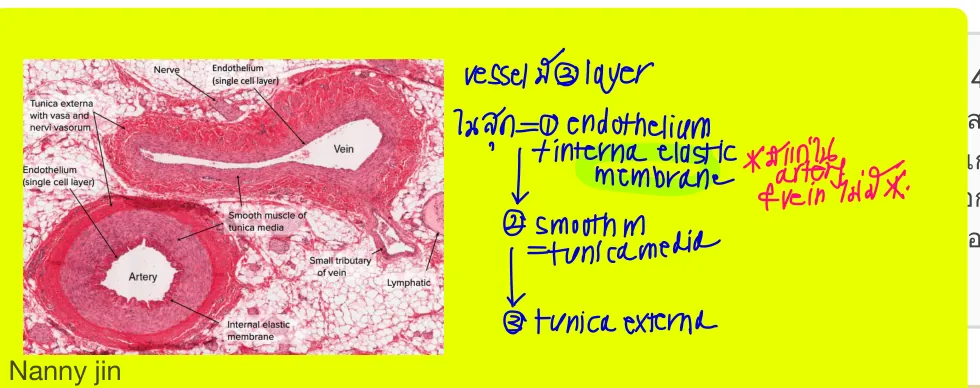 Nerve
Endothelium
(single cell layer)
Tunica externa
with vasa and
nervi vasorum
Vein
Endothelium
(single cell layer)
Smooth muscle of
tunica media
Small tributary
of vein
Artery
Lymphatic
Internal elastic
membrane
vessel มี ③ layer
ในสุด = ① endothelium
+ interna elastic
membrane
* มีแค่ใน
artery
& vein ไม่มี *
② smooth m
= tunica media
③ tunica externa
Nanny jin